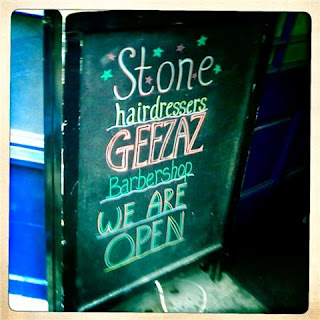 Stone
hairdressers
GEEZAZ
Barbershop
WE ARE
OPEN